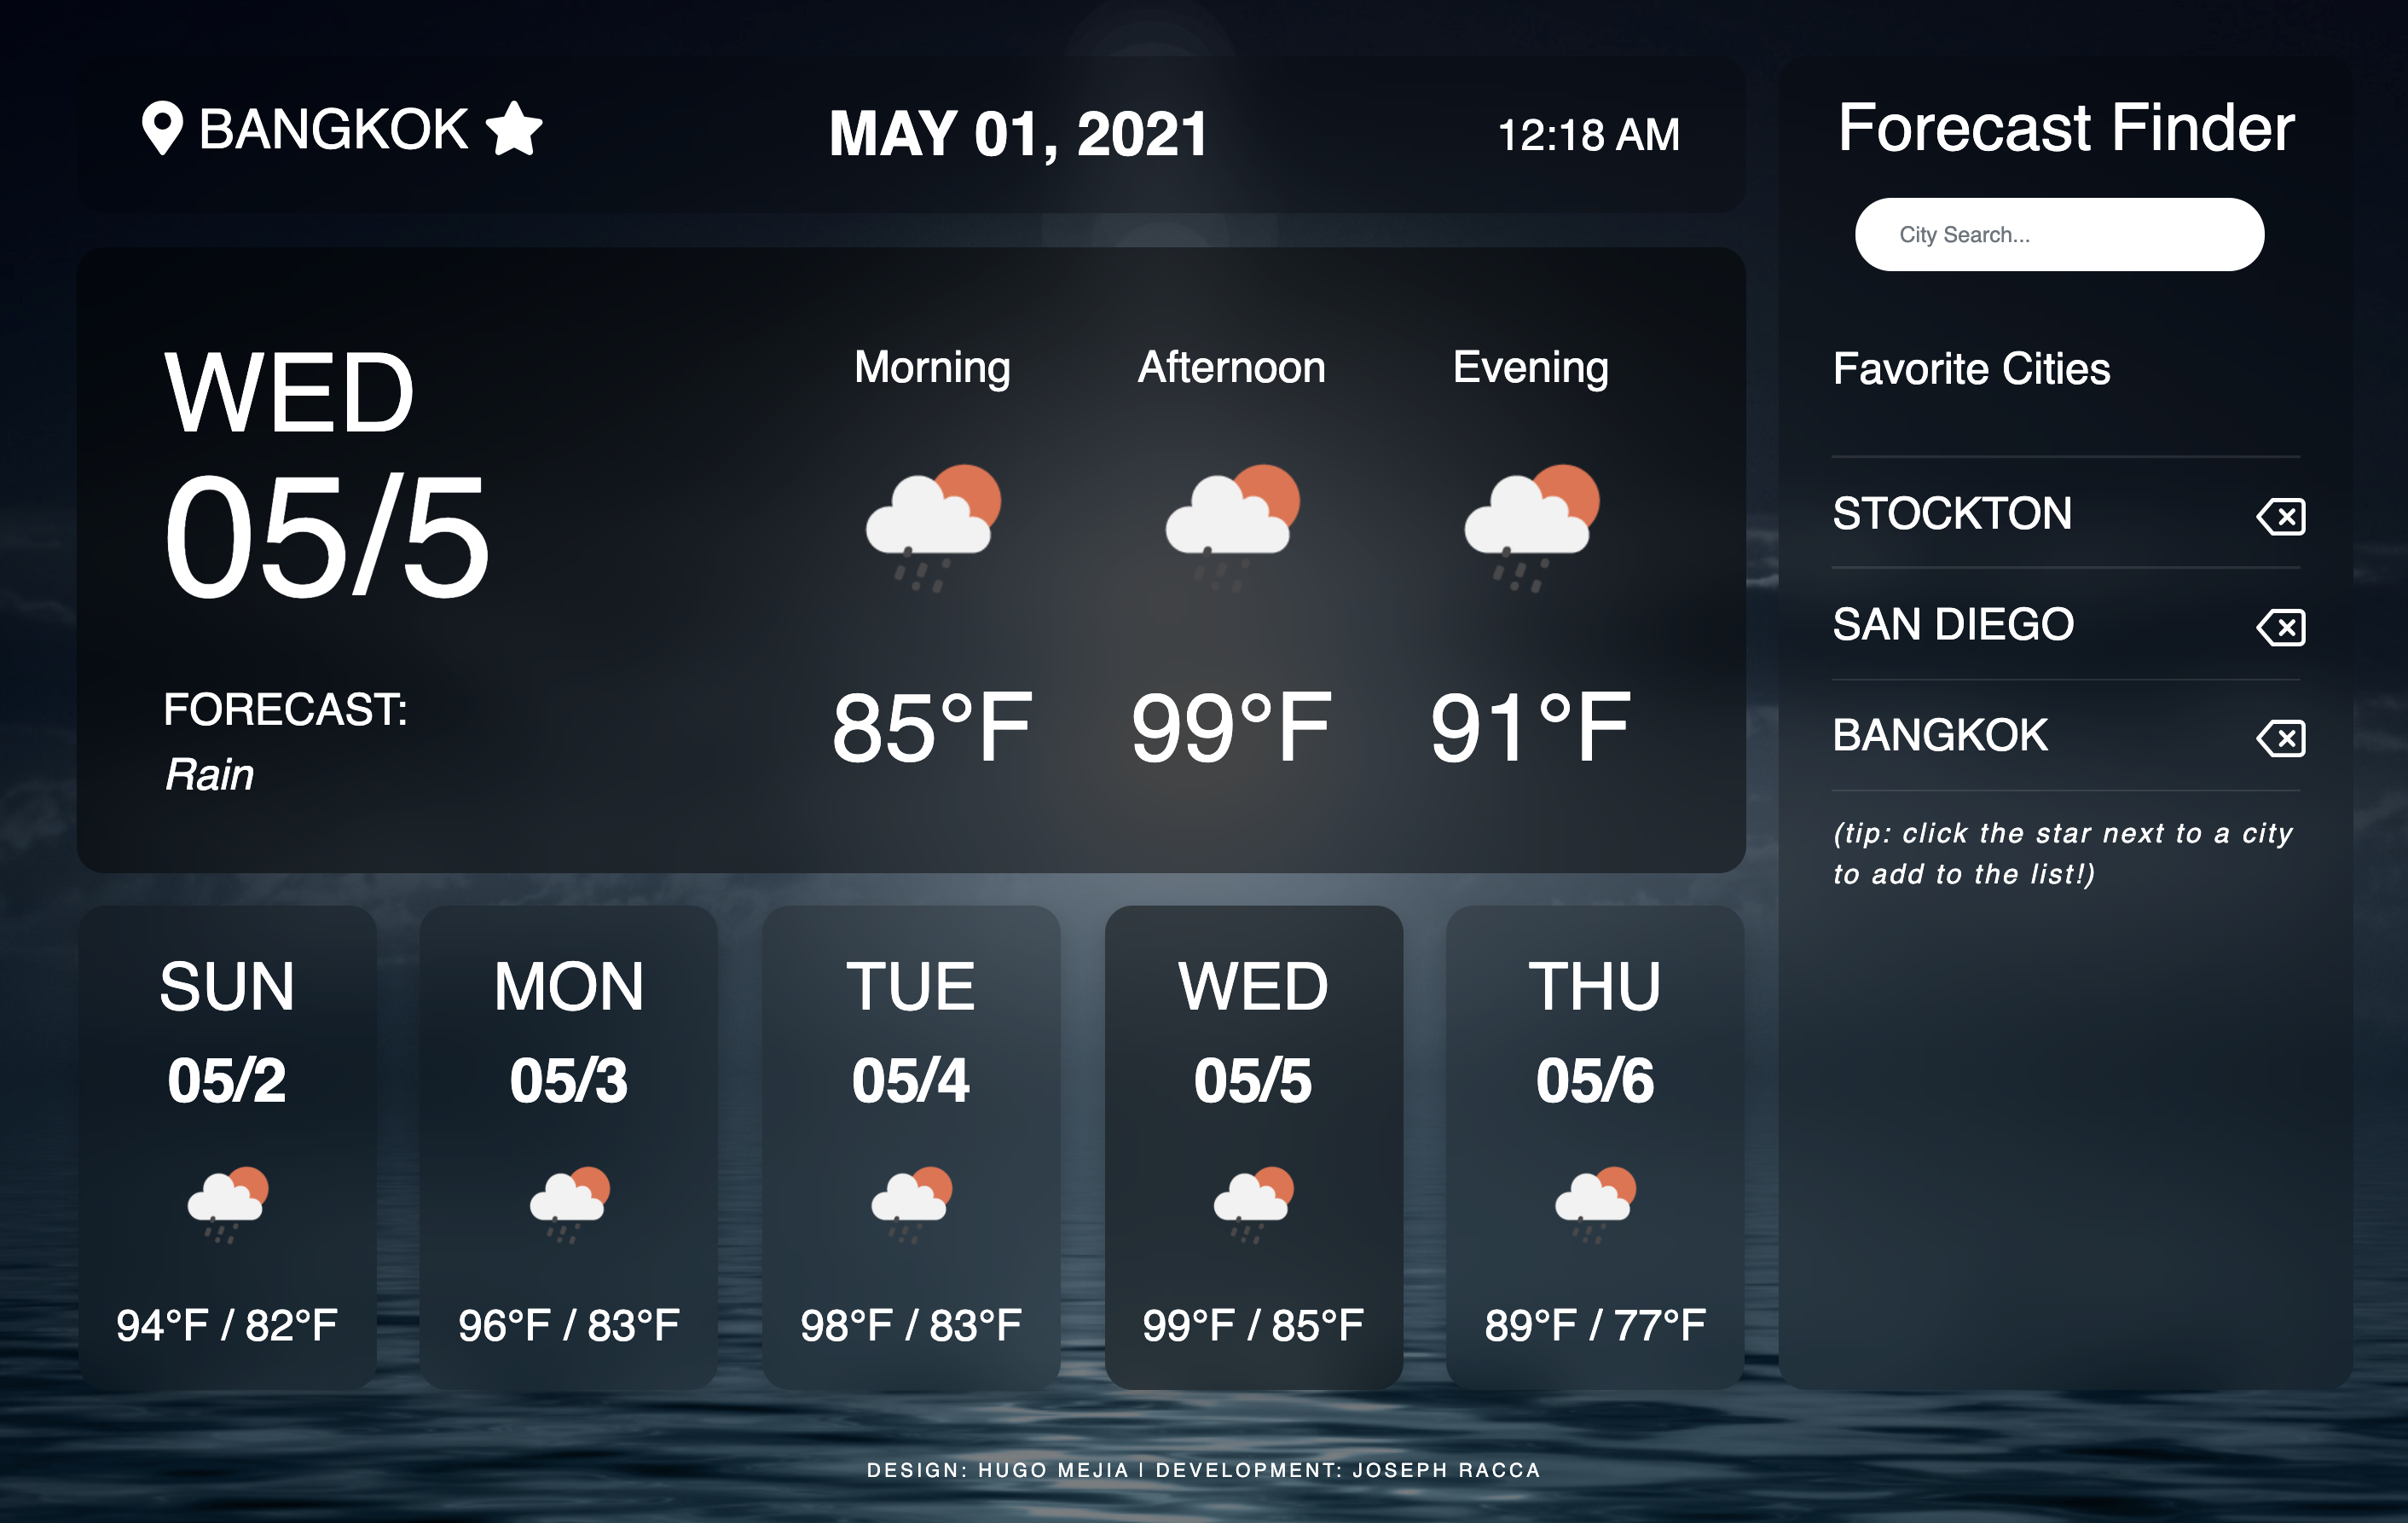 BANGKOK
MAY 01, 2021
12:18 AM
WED
05/5
FORECAST:
Rain
Morning
85°F
Afternoon
99°F
Evening
91°F
SUN
05/2
94°F / 82°F
MON
05/3
96°F / 83°F
TUE
05/4
98°F / 83°F
WED
05/5
99°F / 85°F
THU
05/6
89°F / 77°F
Forecast Finder
City Search...
Favorite Cities
STOCKTON
SAN DIEGO
BANGKOK
(tip: click the star next to a city
to add to the list!)
DESIGN: HUGO MEJIA | DEVELOPMENT: JOSEPH RACCA